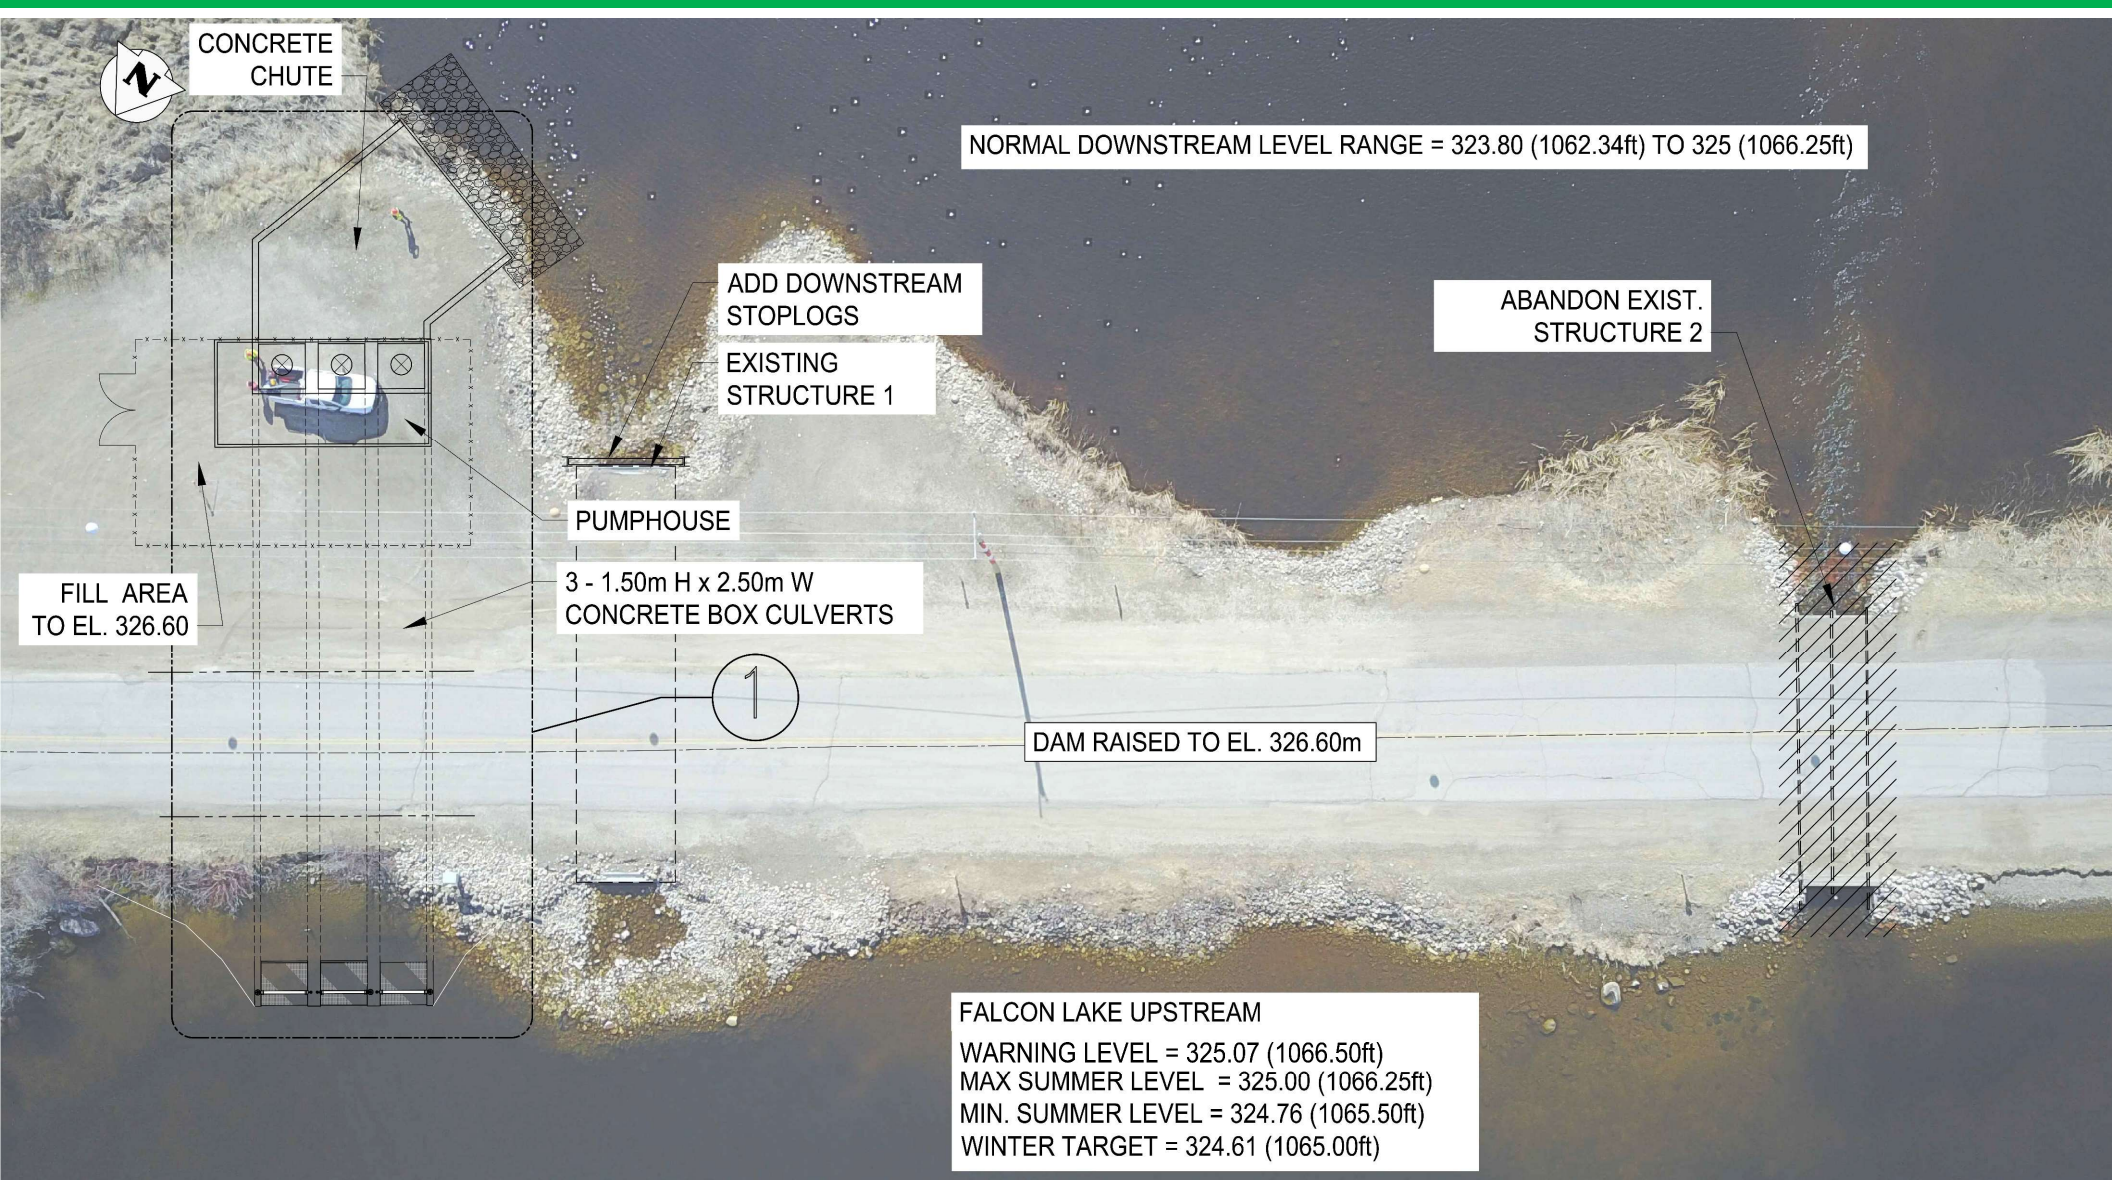 N
CONCRETE
CHUTE
NORMAL DOWNSTREAM LEVEL RANGE = 323.80 (1062.34ft) TO 325 (1066.25ft)
ADD DOWNSTREAM
STOPLOGS
ABANDON EXIST.
STRUCTURE 2
EXISTING
STRUCTURE 1
PUMPHOUSE
FILL AREA
TO EL. 326.60
3 - 1.50m H x 2.50m W
CONCRETE BOX CULVERTS
1
DAM RAISED TO EL. 326.60m
FALCON LAKE UPSTREAM
WARNING LEVEL = 325.07 (1066.50ft)
MAX SUMMER LEVEL = 325.00 (1066.25ft)
MIN. SUMMER LEVEL = 324.76 (1065.50ft)
WINTER TARGET = 324.61 (1065.00ft)